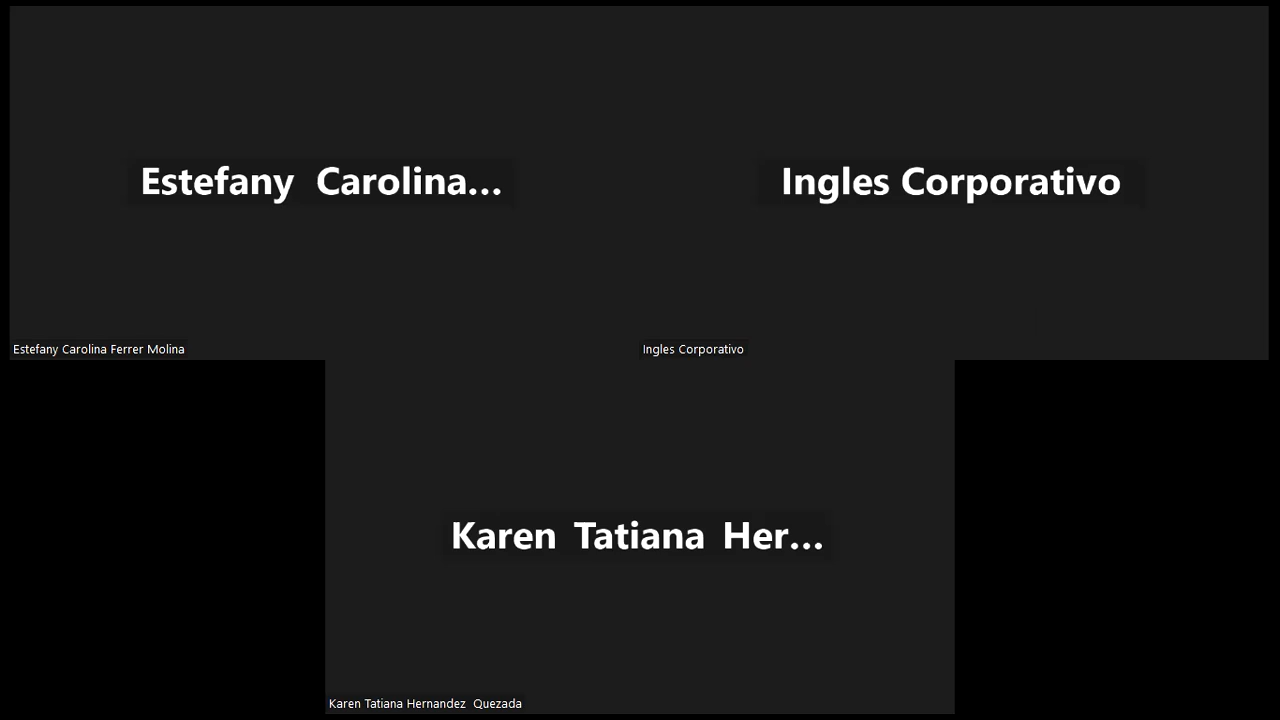 Estefany Carolina...
Ingles Corporativo
Estefany Carolina Ferrer Molina
Ingles Corporativo
Karen Tatiana Her...
Karen Tatiana Hernandez Quezada